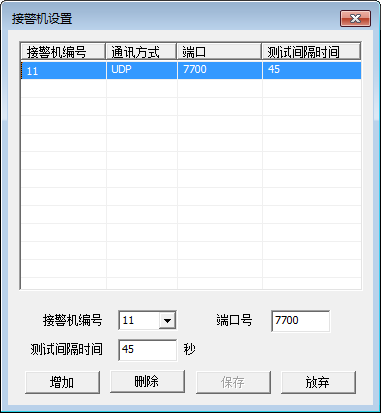 接警机设置
接警机编号 通讯方式 端口 测试间隔时间
11 UDP 7700 45
接警机编号 11 端口号 7700
测试间隔时间 45 秒
增加 删除 保存 放弃